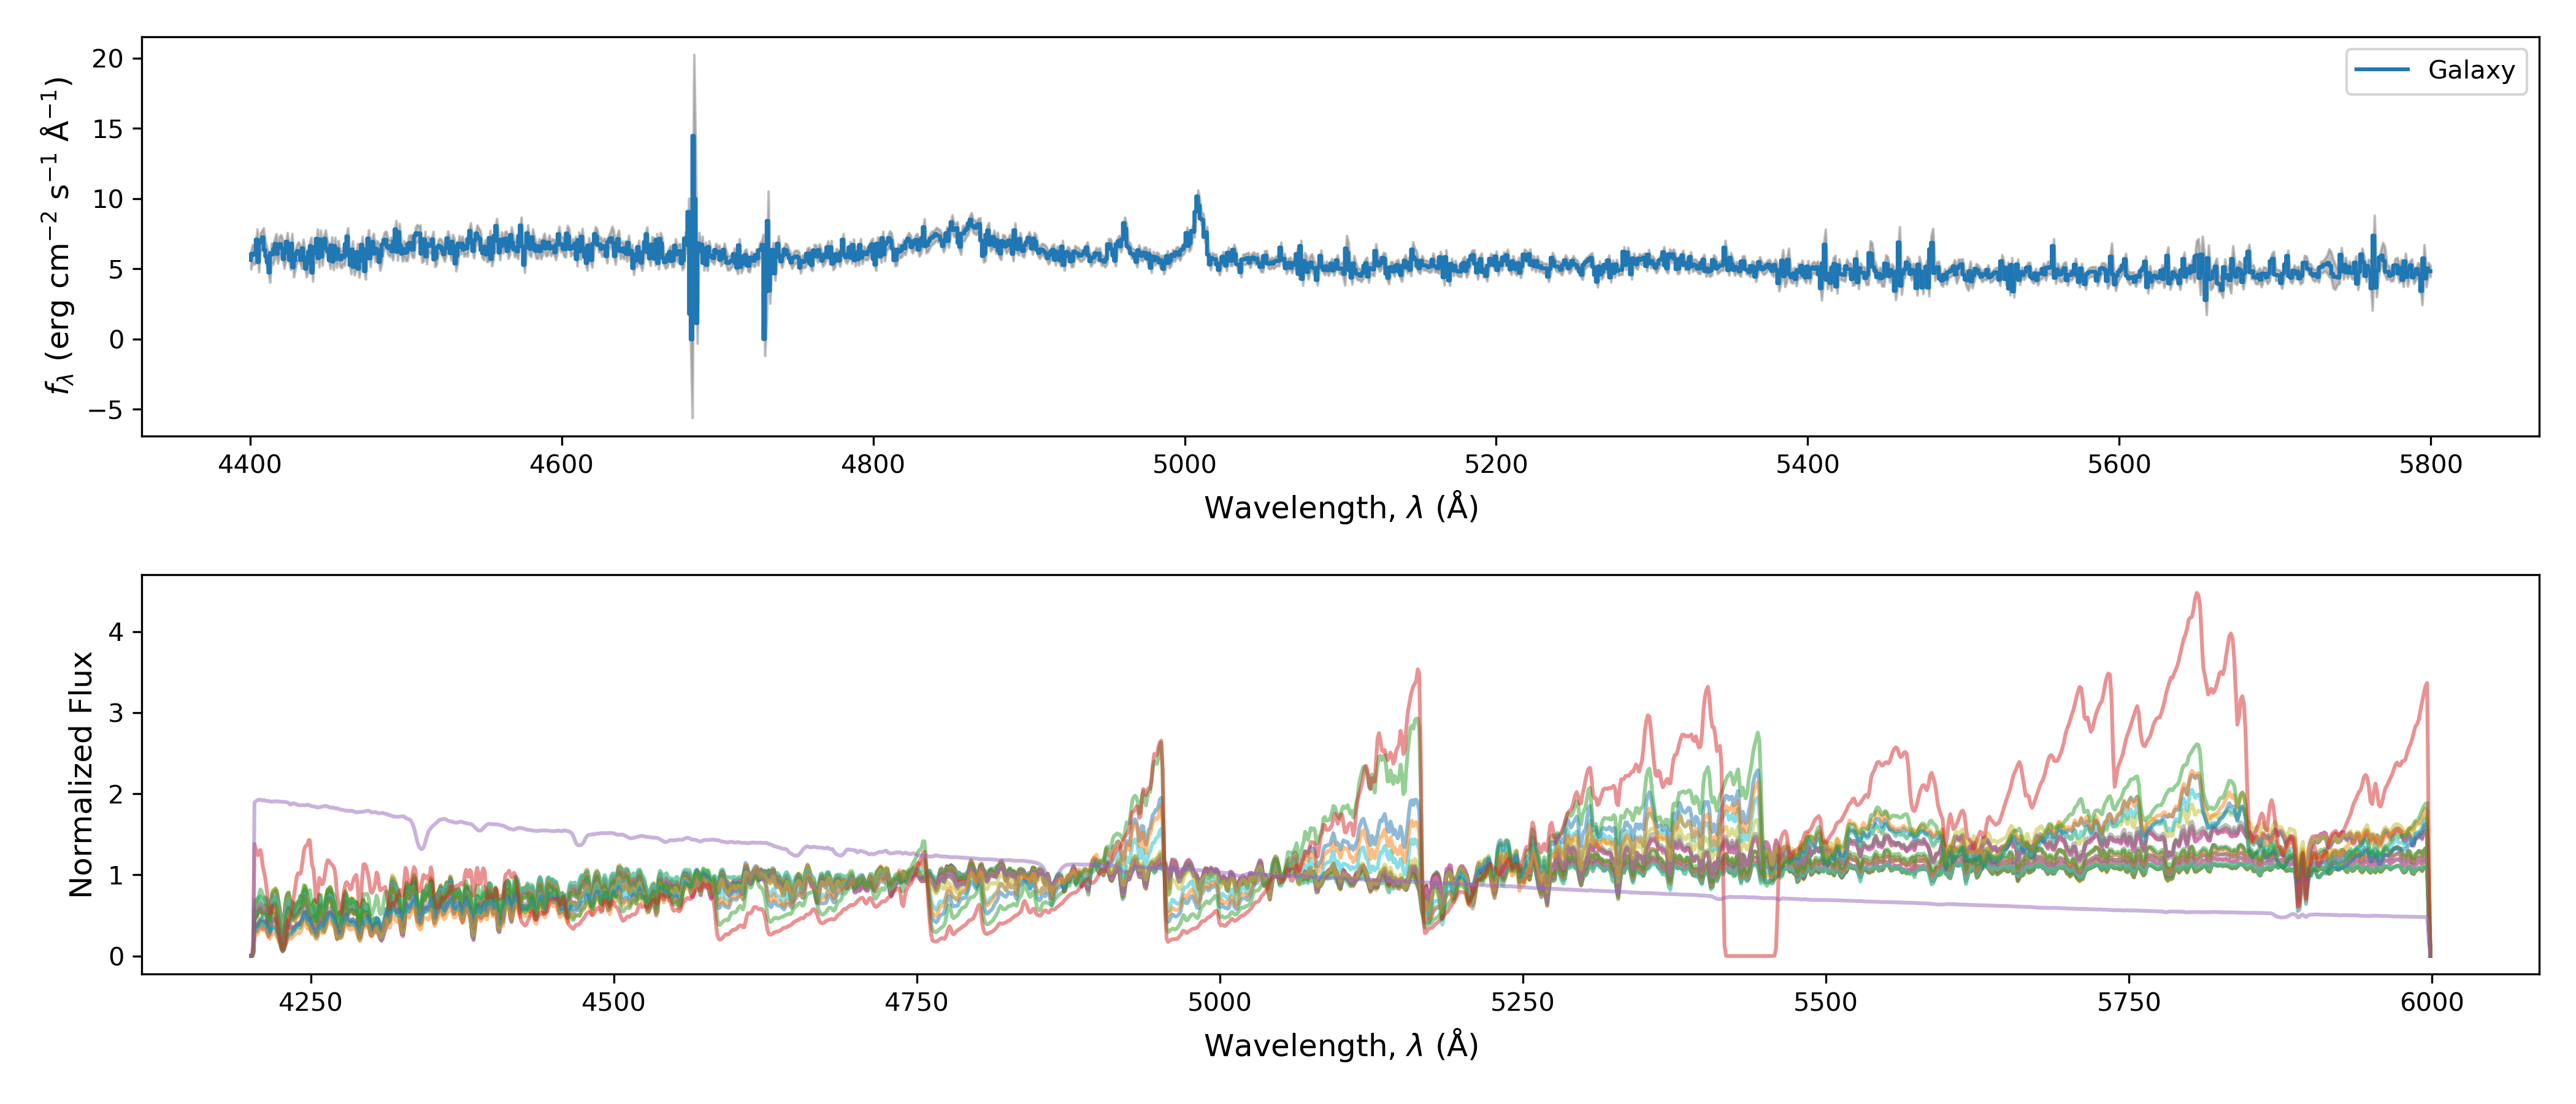 20
15
10
5
0
−5
fλ (erg cm−2 s−1 Å−1)
Galaxy
4400 4600 4800 5000 5200 5400 5600 5800
Wavelength, λ (Å)
4
3
2
1
0
Normalized Flux
4250 4500 4750 5000 5250 5500 5750 6000
Wavelength, λ (Å)